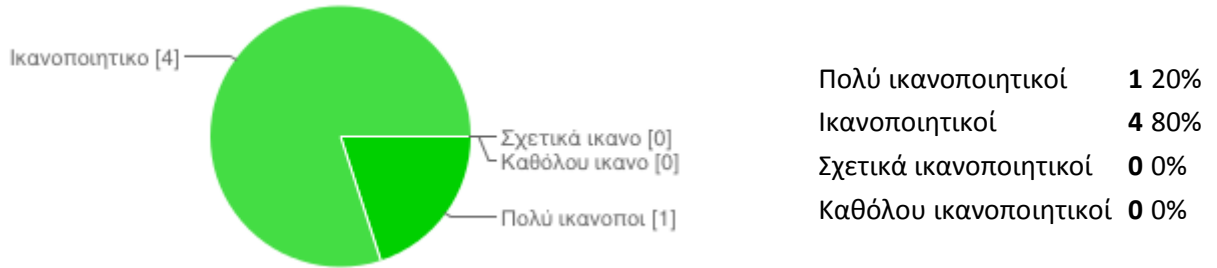 Ικανοποιητικο [4]
Σχετικά ικανο [0]
Καθόλου ικανο [0]
Πολύ ικανοποι [1]
Πολύ ικανοποιητικοί 1 20%
Ικανοποιητικοί 4 80%
Σχετικά ικανοποιητικοί 0 0%
Καθόλου ικανοποιητικοί 0 0%